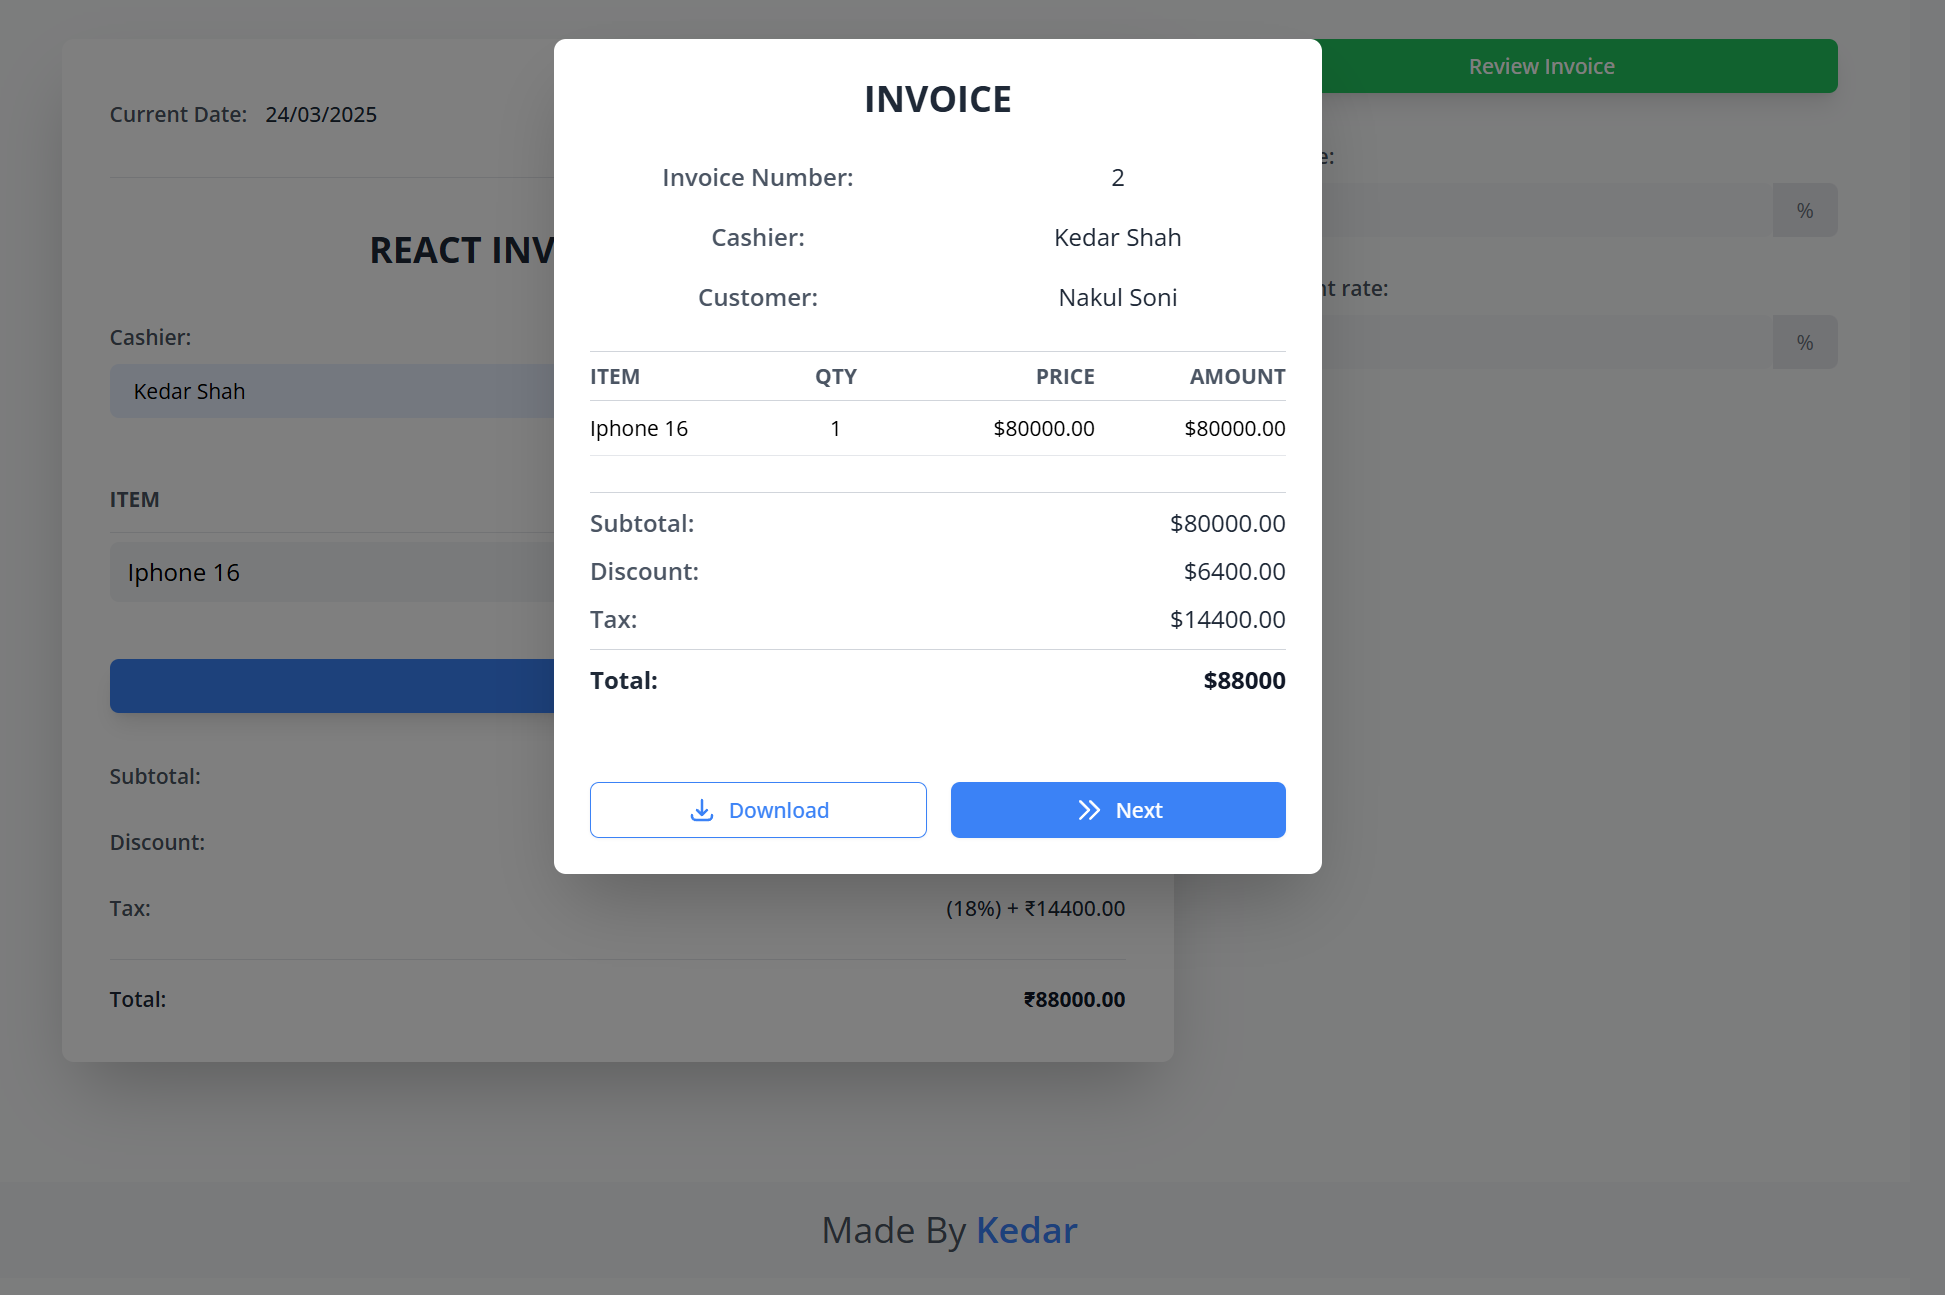 Current Date: 24/03/2025
REACT INV
Cashier:
Kedar Shah
ITEM
Iphone 16
Subtotal:
Discount:
Tax: (18%) + ₹14400.00
Total: ₹88000.00
INVOICE
Invoice Number: 2
Cashier: Kedar Shah
Customer: Nakul Soni
ITEM QTY PRICE AMOUNT
Iphone 16 1 $80000.00 $80000.00
Subtotal: $80000.00
Discount: $6400.00
Tax: $14400.00
Total: $88000
Download Next
Review Invoice
e:
%
nt rate:
%
Made By Kedar